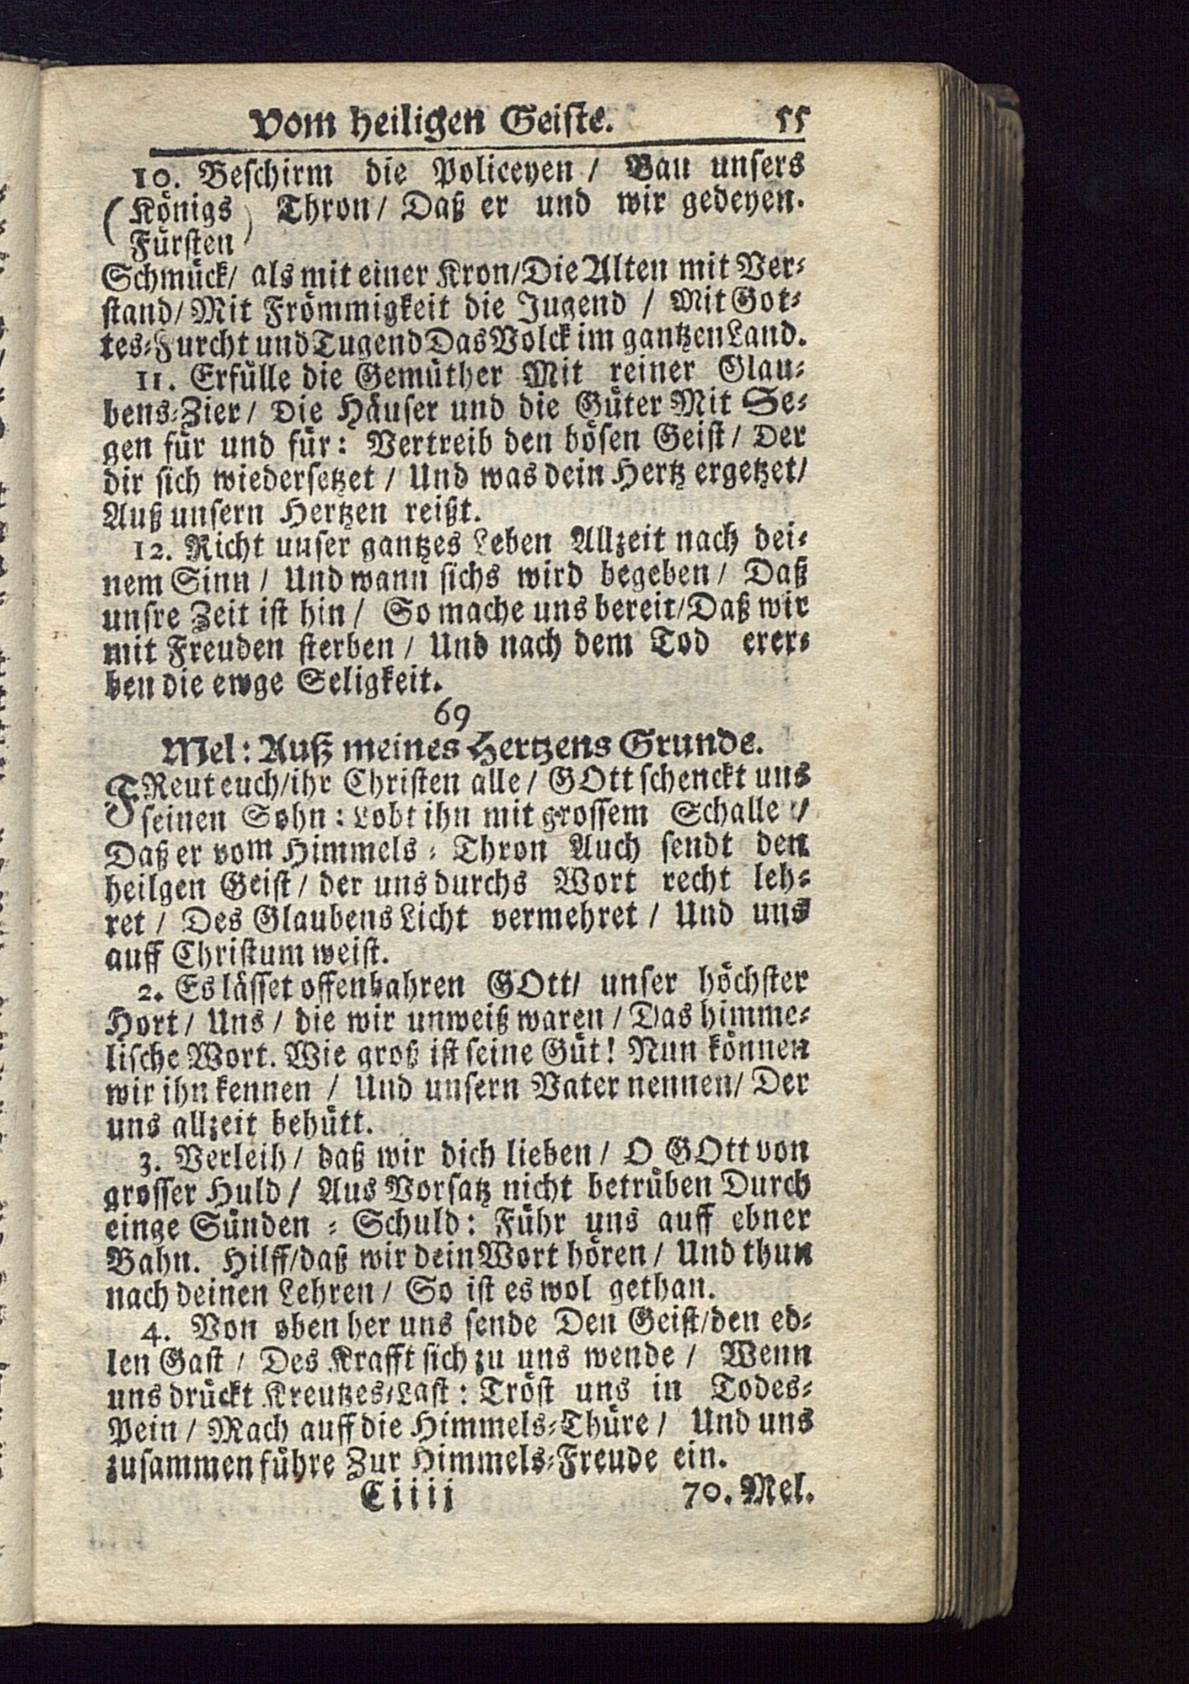 Vom heiligen Geiste. 55
10. Beschirm die Policeyen / Bau unsers
(Königs) Thron / Daß er und wir gedeyen.
Fürsten
Schmück / als mit einer Kron / Die Alten mit Ver-
stand / Mit Frömmigkeit die Jugend / Mit Got-
tes-Furcht und Tugend Das Volck im gantzen Land.
11. Erfülle die Gemüther Mit reiner Glau-
bens-Zier / Die Häuser und die Güter Mit Se-
gen für und für: Vertreib den bösen Geist / Der
dir sich wiedersetzet / Und was dein Hertz ergetzet /
Auß unsern Hertzen reißt.
12. Richt unser gantzes Leben Allzeit nach dei-
nem Sinn / Und wann sichs wird begeben / Daß
unsre Zeit ist hin / So mache uns bereit / Daß wir
mit Freuden sterben / Und nach dem Tod erer-
ben die ewge Seligkeit.
69
Mel: Auß meines Hertzens Grunde.
FReut euch / ihr Christen alle / GOtt schenckt uns
seinen Sohn: Lobt ihn mit grossem Schalle /
Daß er vom Himmels-Thron Auch sendt den
heilgen Geist / der uns durchs Wort recht leh-
ret / Des Glaubens Licht vermehret / Und uns
auff Christum weist.
2. Es lässet offenbahren GOtt / unser höchster
Hort / Uns / die wir unweiß waren / Das himme-
lische Wort. Wie groß ist seine Güt! Nun können
wir ihn kennen / Und unsern Vater nennen / Der
uns allzeit behütt.
3. Verleih / daß wir dich lieben / O GOtt von
grosser Huld / Aus Vorsatz nicht betrüben Durch
einge Sünden-Schuld: Führ uns auff ebner
Bahn. Hilff / daß wir dein Wort hören / Und thun
nach deinen Lehren / So ist es wol gethan.
4. Von oben her uns sende Den Geist / den ed-
len Gast / Des Krafft sich zu uns wende / Wenn
uns drückt Kreutzes-Last: Tröst uns in Todes-
Pein / Mach auff die Himmels-Thüre / Und uns
zusammen führe Zur Himmels-Freude ein.
C iiii 70. Mel.